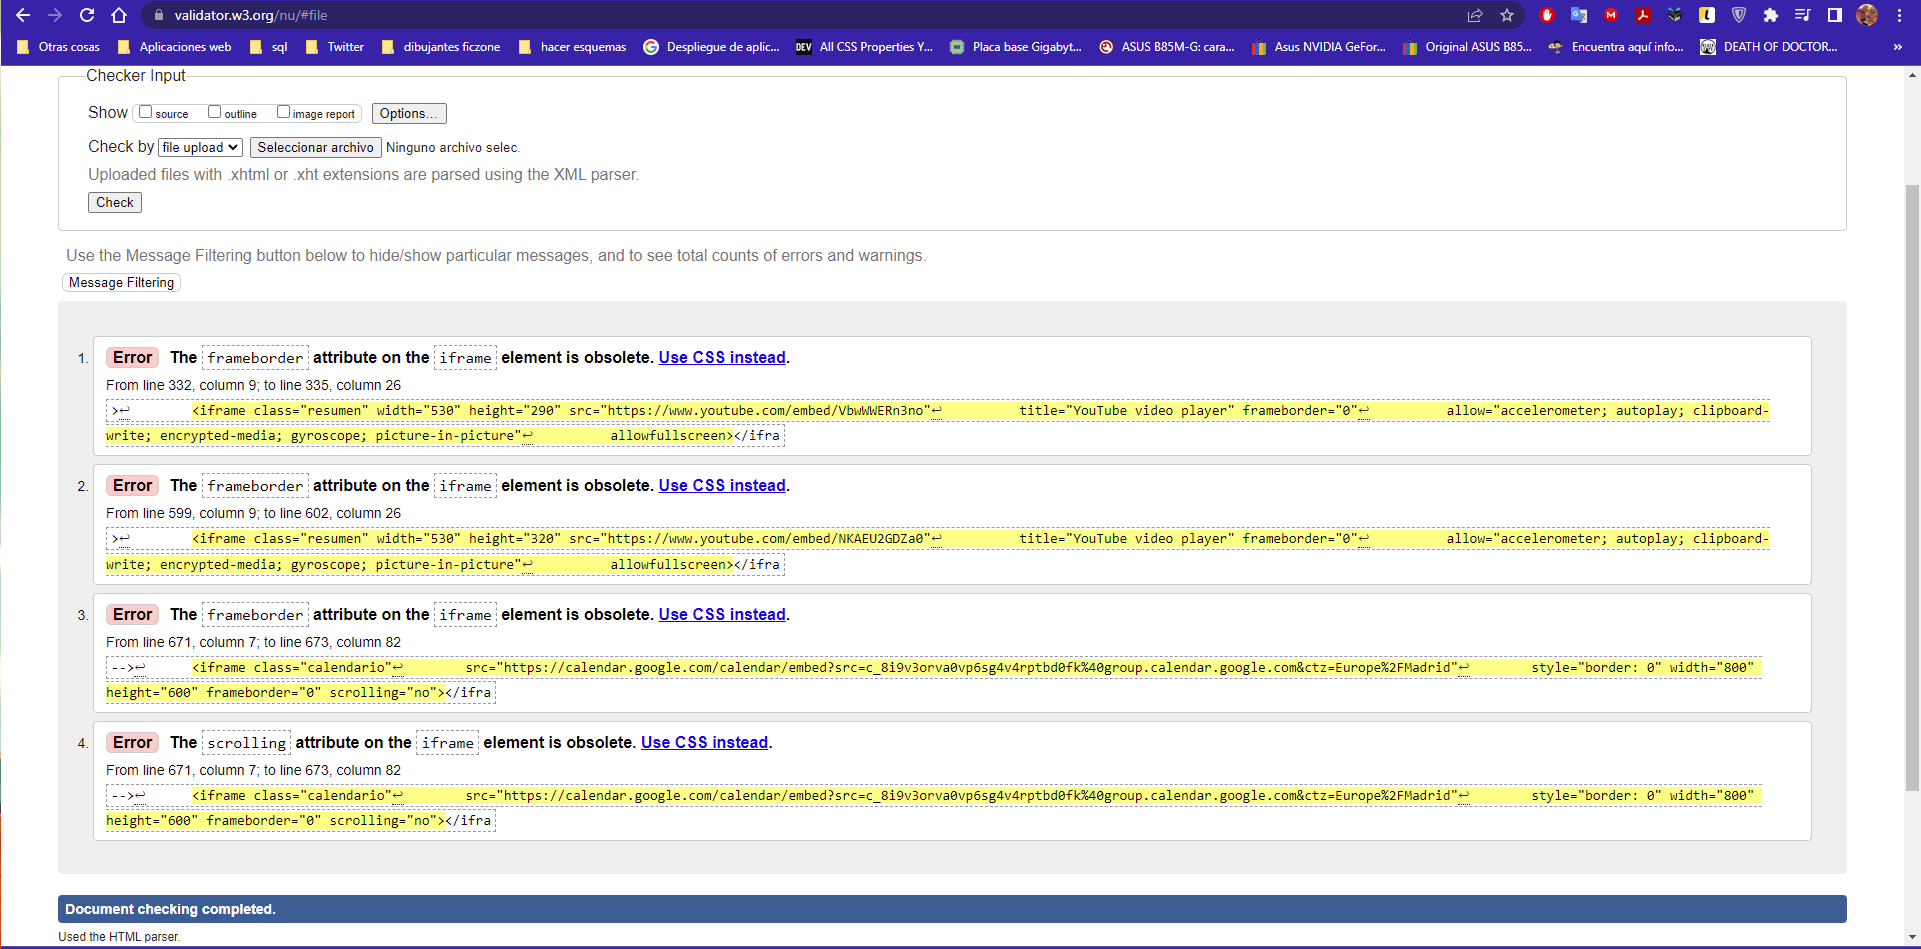 validator.w3.org/nu/#file
Otras cosas Aplicaciones web sql Twitter dibujantes ficzone hacer esquemas Despliegue de aplic... DEV All CSS Properties Y... Placa base Gigabyt... ASUS B85M-G: cara... Asus NVIDIA GeFor... Original ASUS B85... Encuentra aquí info... DEATH OF DOCTOR... »
Checker Input
Show source outline image report Options...
Check by file upload Seleccionar archivo Ninguno archivo selec.
Uploaded files with .xhtml or .xht extensions are parsed using the XML parser.
Check
Use the Message Filtering button below to hide/show particular messages, and to see total counts of errors and warnings.
Message Filtering
1. Error The frameborder attribute on the iframe element is obsolete. Use CSS instead.
From line 332, column 9; to line 335, column 26
>↩ <iframe class="resumen" width="530" height="290" src="https://www.youtube.com/embed/VbwWWERn3no"↩ title="YouTube video player" frameborder="0"↩ allow="accelerometer; autoplay; clipboard-
write; encrypted-media; gyroscope; picture-in-picture"↩ allowfullscreen></ifra
2. Error The frameborder attribute on the iframe element is obsolete. Use CSS instead.
From line 599, column 9; to line 602, column 26
>↩ <iframe class="resumen" width="530" height="320" src="https://www.youtube.com/embed/NKAEU2GDZa0"↩ title="YouTube video player" frameborder="0"↩ allow="accelerometer; autoplay; clipboard-
write; encrypted-media; gyroscope; picture-in-picture"↩ allowfullscreen></ifra
3. Error The frameborder attribute on the iframe element is obsolete. Use CSS instead.
From line 671, column 7; to line 673, column 82
-->↩ <iframe class="calendario"↩ src="https://calendar.google.com/calendar/embed?src=c_8i9v3orva0vp6sg4v4rptbd0fk%40group.calendar.google.com&ctz=Europe%2FMadrid"↩ style="border: 0" width="800"
height="600" frameborder="0" scrolling="no"></ifra
4. Error The scrolling attribute on the iframe element is obsolete. Use CSS instead.
From line 671, column 7; to line 673, column 82
-->↩ <iframe class="calendario"↩ src="https://calendar.google.com/calendar/embed?src=c_8i9v3orva0vp6sg4v4rptbd0fk%40group.calendar.google.com&ctz=Europe%2FMadrid"↩ style="border: 0" width="800"
height="600" frameborder="0" scrolling="no"></ifra
Document checking completed.
Used the HTML parser.